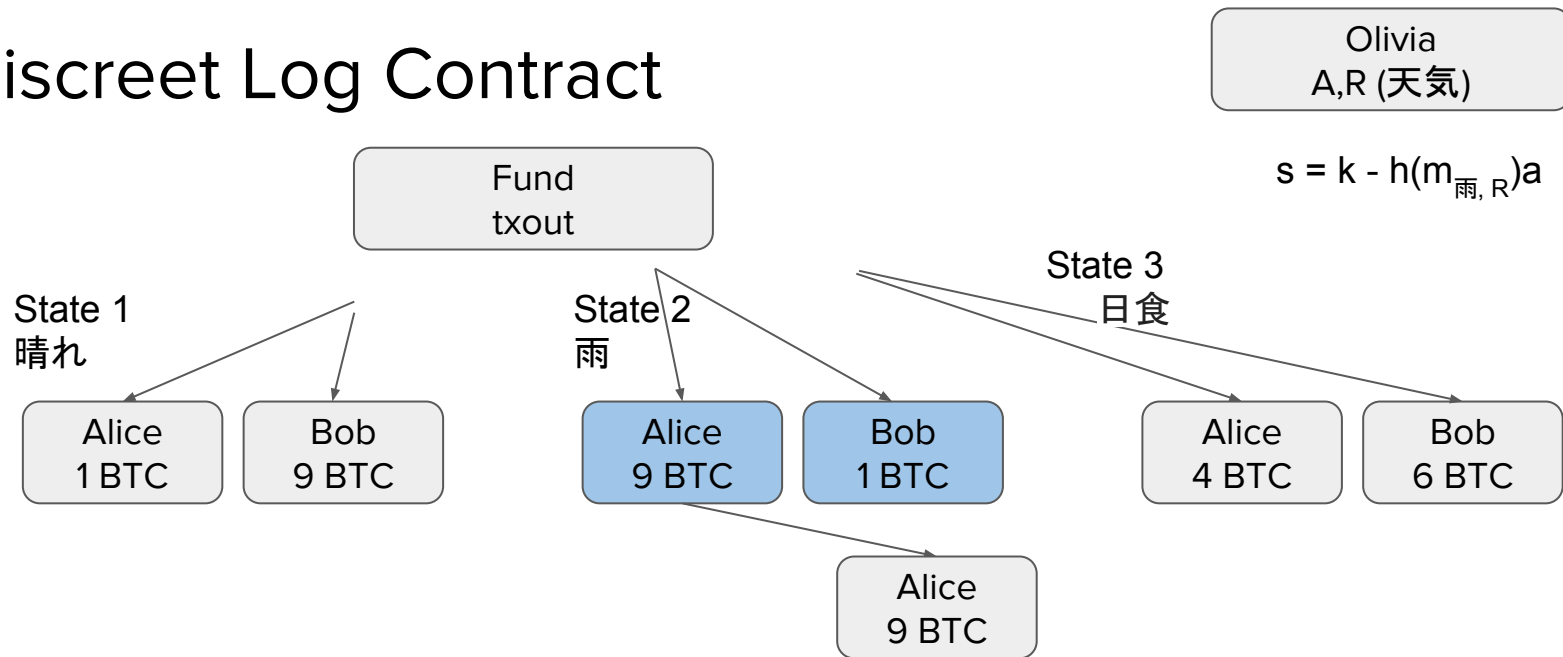 iscreet Log Contract
Olivia
A,R (天気)
s = k - h(m雨, R)a
Fund
txout
State 1
晴れ
State 2
雨
State 3
日食
Alice
1 BTC
Bob
9 BTC
Alice
9 BTC
Bob
1 BTC
Alice
4 BTC
Bob
6 BTC
Alice
9 BTC